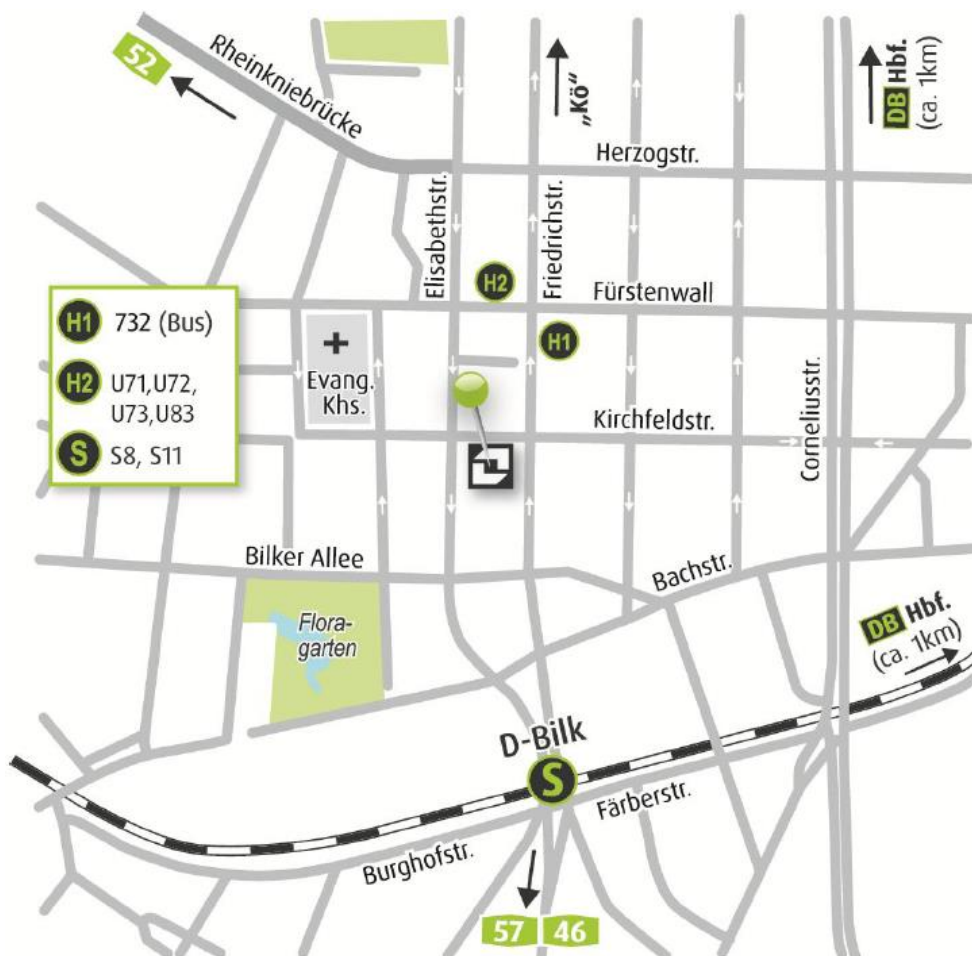 52
Rheinkniebrücke
„Kö“
DB Hbf.
(ca. 1km)
Herzogstr.
Elisabethstr.
Friedrichstr.
H2
Fürstenwall
H1
H1 732 (Bus)
H2 U71,U72,
U73,U83
S S8, S11
Evang.
Khs.
Kirchfeldstr.
Corneliusstr.
Bilker Allee
Bachstr.
Flora-
garten
DB Hbf.
(ca. 1km)
D-Bilk
S
Färberstr.
Burghofstr.
57 46